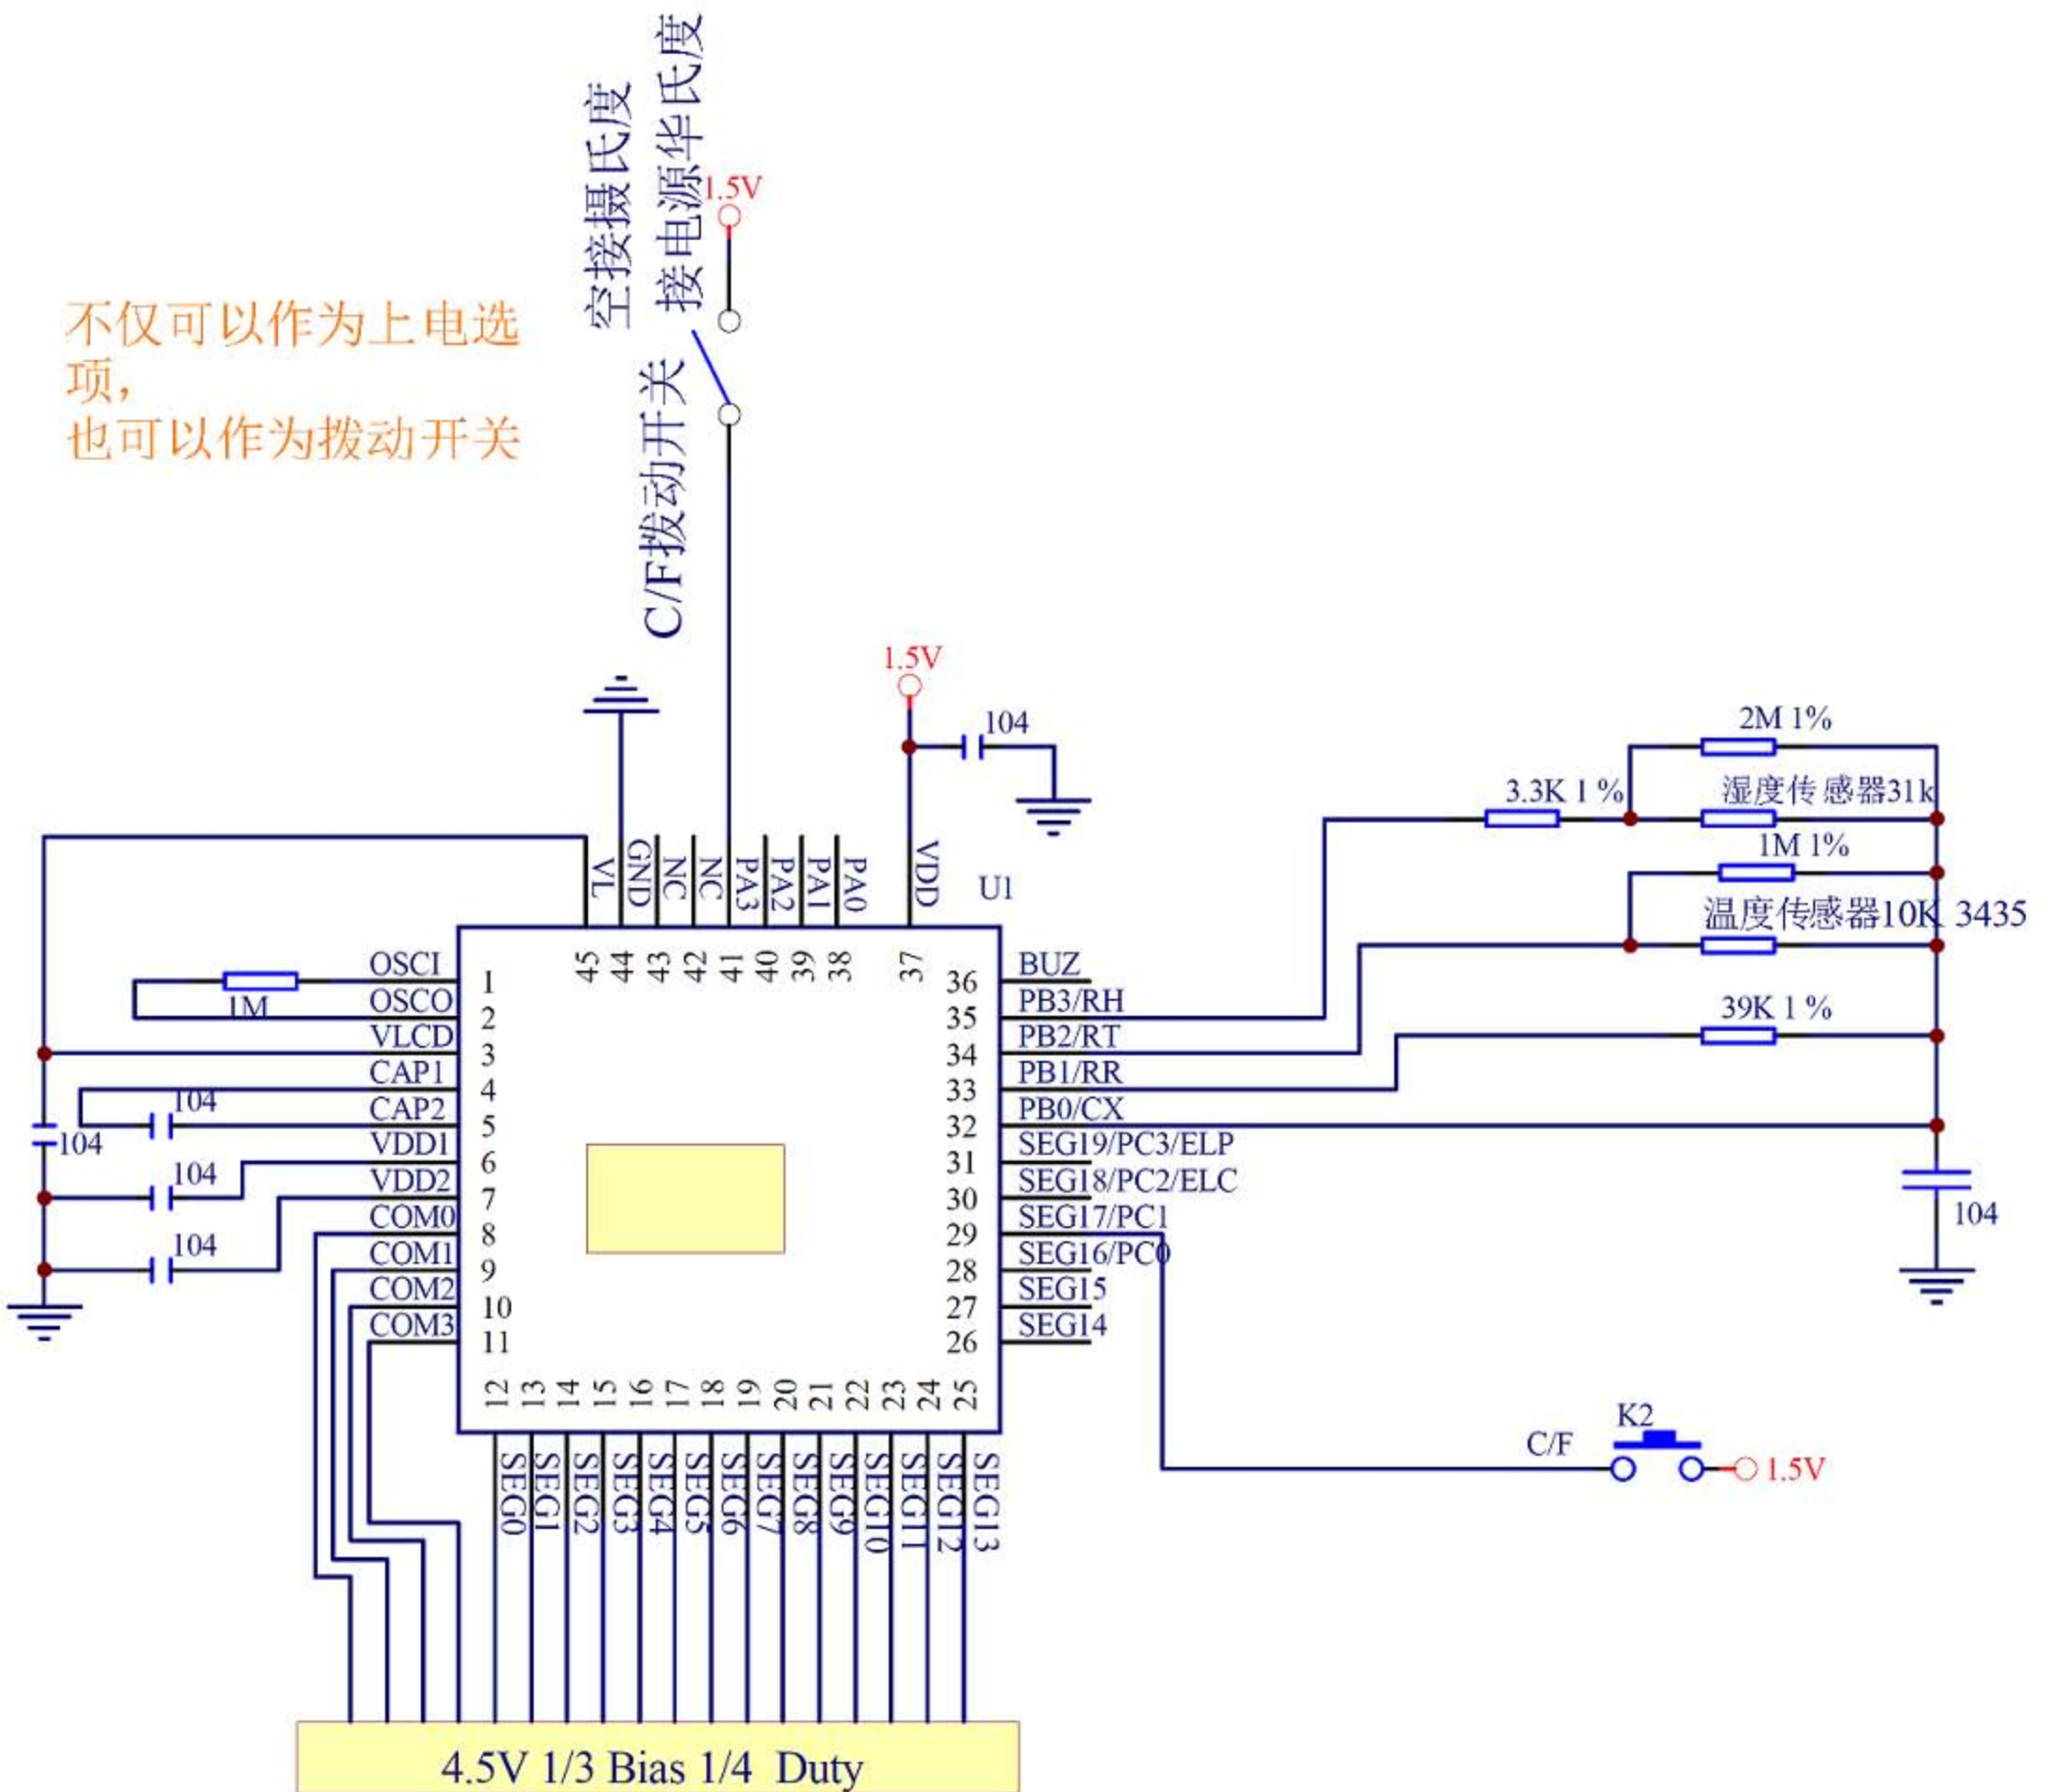 空接摄氏度
接电源华氏度
1.5V
不仅可以作为上电选
项，
也可以作为拨动开关
C/F拨动开关
1.5V
104
2M 1%
3.3K 1 %
湿度传感器31k
1M 1%
温度传感器10K 3435
39K 1 %
104
VL
GND
NC
NC
PA3
PA2
PA1
PA0
VDD
U1
45
44
43
42
41
40
39
38
37
OSCI
1
1M
OSCO
2
VLCD
3
CAP1
4
104
CAP2
5
104
VDD1
6
104
VDD2
7
COM0
8
104
COM1
9
COM2
10
COM3
11
36
BUZ
35
PB3/RH
34
PB2/RT
33
PB1/RR
32
PB0/CX
31
SEG19/PC3/ELP
30
SEG18/PC2/ELC
29
SEG17/PC1
28
SEG16/PC0
27
SEG15
26
SEG14
12
13
14
15
16
17
18
19
20
21
22
23
24
25
SEG0
SEG1
SEG2
SEG3
SEG4
SEG5
SEG6
SEG7
SEG8
SEG9
SEG10
SEG11
SEG12
SEG13
K2
C/F
1.5V
4.5V 1/3 Bias 1/4 Duty